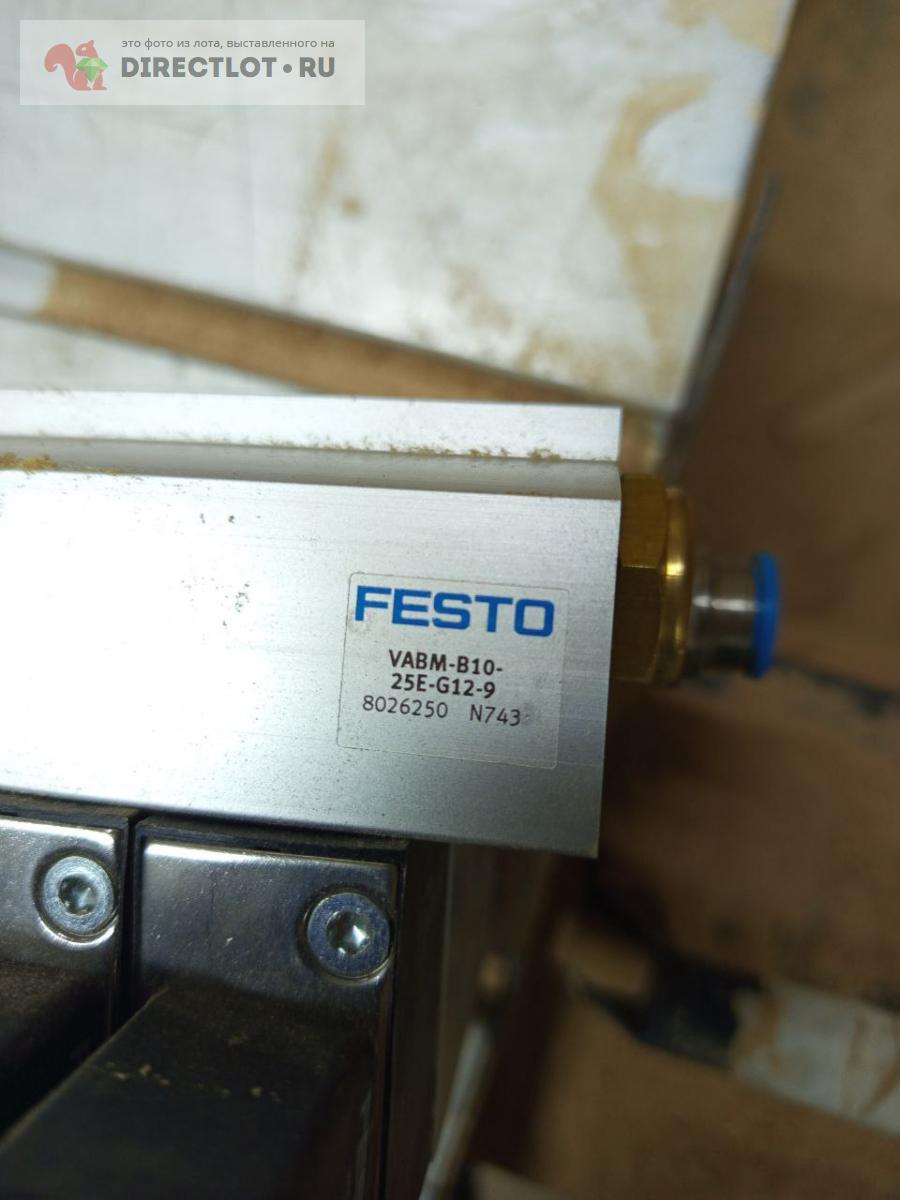 это фото из лота, выставленного на
DIRECTLOT•RU
FESTO
VABM-B10-
25E-G12-9
8026250 N743